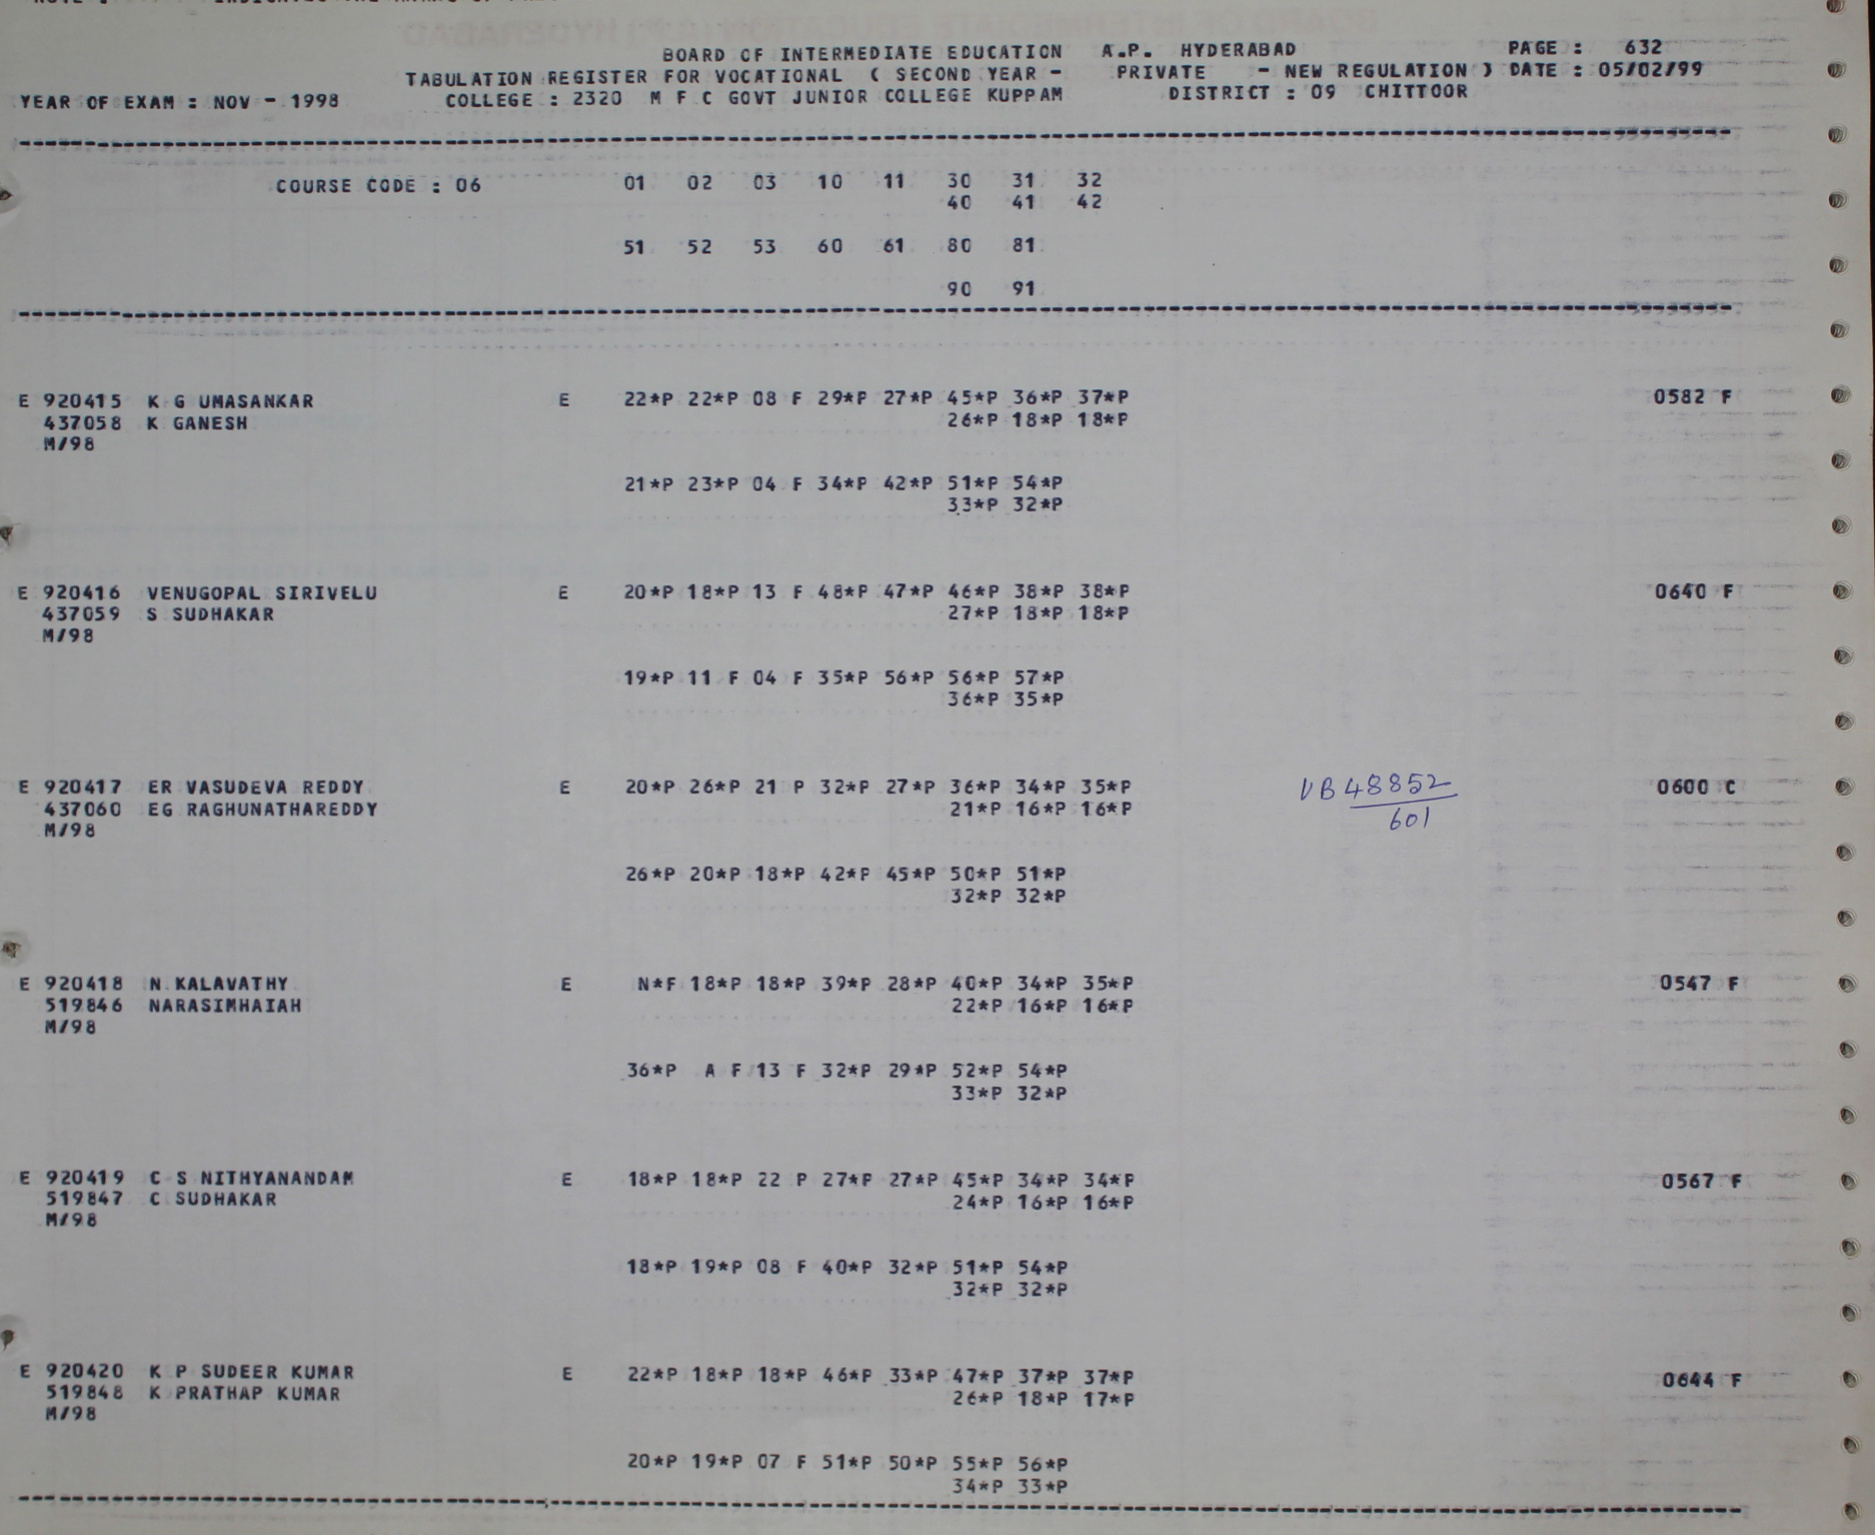 BOARD OF INTERMEDIATE EDUCATION A.P. HYDERABAD PAGE : 632
TABULATION REGISTER FOR VOCATIONAL ( SECOND YEAR - PRIVATE - NEW REGULATION ) DATE : 05/02/99
YEAR OF EXAM : NOV - 1998 COLLEGE : 2320 M F C GOVT JUNIOR COLLEGE KUPPAM DISTRICT : 09 CHITTOOR
COURSE CODE : 06 01 02 03 10 11 30 31 32
40 41 42
51 52 53 60 61 80 81
90 91
E 920415 K G UMASANKAR E 22*P 22*P 08 F 29*P 27*P 45*P 36*P 37*P 0582 F
437058 K GANESH 26*P 18*P 18*P
M/98
21*P 23*P 04 F 34*P 42*P 51*P 54*P
33*P 32*P
E 920416 VENUGOPAL SIRIVELU E 20*P 18*P 13 F 48*P 47*P 46*P 38*P 38*P 0640 F
437059 S SUDHAKAR 27*P 18*P 18*P
M/98
19*P 11 F 04 F 35*P 56*P 56*P 57*P
36*P 35*P
E 920417 ER VASUDEVA REDDY E 20*P 26*P 21 P 32*P 27*P 36*P 34*P 35*P VB 48852 0600 C
437060 EG RAGHUNATHAREDDY 21*P 16*P 16*P 601
M/98
26*P 20*P 18*P 42*P 45*P 50*P 51*P
32*P 32*P
E 920418 N KALAVATHY E N*F 18*P 18*P 39*P 28*P 40*P 34*P 35*P 0547 F
519846 NARASIMHAIAH 22*P 16*P 16*P
M/98
36*P A F 13 F 32*P 29*P 52*P 54*P
33*P 32*P
E 920419 C S NITHYANANDAM E 18*P 18*P 22 P 27*P 27*P 45*P 34*P 34*P 0567 F
519847 C SUDHAKAR 24*P 16*P 16*P
M/98
18*P 19*P 08 F 40*P 32*P 51*P 54*P
32*P 32*P
E 920420 K P SUDEER KUMAR E 22*P 18*P 18*P 46*P 33*P 47*P 37*P 37*P 0644 F
519848 K PRATHAP KUMAR 26*P 18*P 17*P
M/98
20*P 19*P 07 F 51*P 50*P 55*P 56*P
34*P 33*P